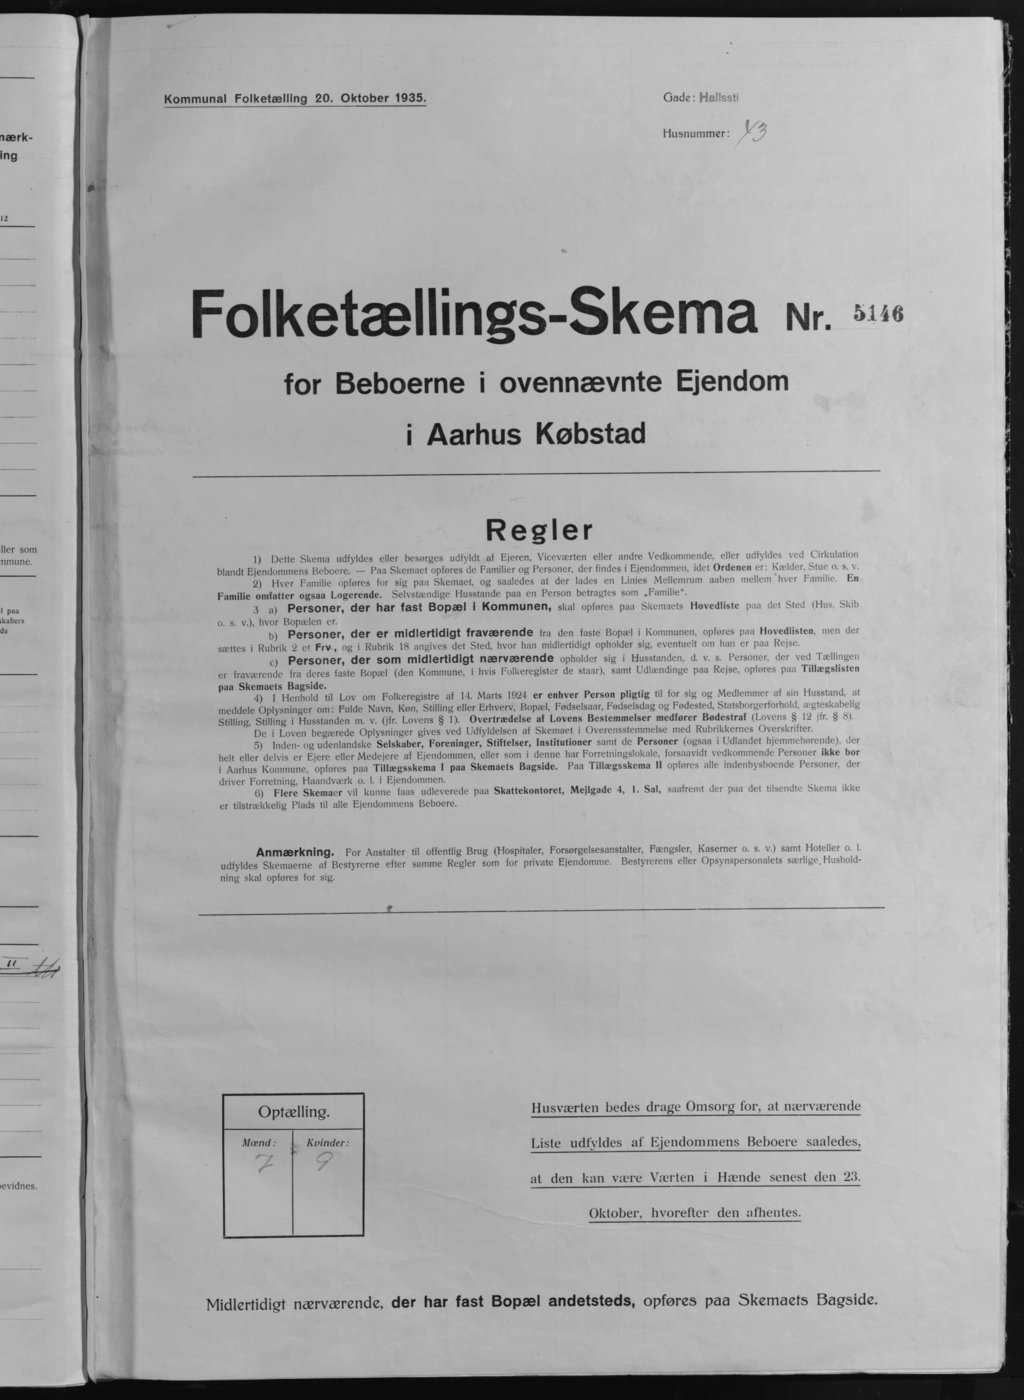 Kommunal Folketælling 20. Oktober 1935.
Gade: Hallssti
Husnummer:
Folketællings-Skema Nr. 5146
for Beboerne i ovennævnte Ejendom
i Aarhus Købstad
Regler
1) Dette Skema udfyldes eller besørges udfyldt af Ejeren, Viceværten eller andre Vedkommende, eller udfyldes ved Cirkulation
blandt Ejendommens Beboere. — Paa Skemaet opføres de Familier og Personer, der findes i Ejendommen, idet Ordenen er: Kælder, Stue o. s. v.
2) Hver Familie opføres for sig paa Skemaet, og saaledes at der lades en Linies Mellemrum aaben mellem hver Familie. En
Familie omfatter ogsaa Logerende. Selvstændige Husstande paa en Person betragtes som „Familie".
3 a) Personer, der har fast Bopæl i Kommunen, skal opføres paa Skemaets Hovedliste paa det Sted (Hus, Skib
o. s. v.), hvor Bopælen er.
b) Personer, der er midlertidigt fraværende fra den faste Bopæl i Kommunen, opføres paa Hovedlisten, men der
sættes i Rubrik 2 et Frv., og i Rubrik 18 angives det Sted, hvor han midlertidigt opholder sig, eventuelt om han er paa Rejse.
c) Personer, der som midlertidigt nærværende opholder sig i Husstanden, d. v. s. Personer, der ved Tællingen
er fraværende fra deres faste Bopæl (den Kommune, i hvis Folkeregister de staar), samt Udlændinge paa Rejse, opføres paa Tillægslisten
paa Skemaets Bagside.
4) I Henhold til Lov om Folkeregistre af 14. Marts 1924 er enhver Person pligtig til for sig og Medlemmer af sin Husstand, at
meddele Oplysninger om: Fulde Navn, Køn, Stilling eller Erhverv, Bopæl, Fødselsaar, Fødselsdag og Fødested, Statsborgerforhold, ægteskabelig
Stilling, Stilling i Husstanden m. v. (jfr. Lovens § 1). Overtrædelse af Lovens Bestemmelser medfører Bødestraf (Lovens § 12 jfr. § 8).
De i Loven begærede Oplysninger gives ved Udfyldelsen af Skemaet i Overensstemmelse med Rubrikkernes Overskrifter.
5) Inden- og udenlandske Selskaber, Foreninger, Stiftelser, Institutioner samt de Personer (ogsaa i Udlandet hjemmehørende), der
helt eller delvis er Ejere eller Medejere af Ejendommen, eller som i denne har Forretningslokale, forsaavidt vedkommende Personer ikke bor
i Aarhus Kommune, opføres paa Tillægsskema I paa Skemaets Bagside. Paa Tillægsskema II opføres alle indenbysboende Personer, der
driver Forretning, Haandværk o. l. i Ejendommen.
6) Flere Skemaer vil kunne faas udleverede paa Skattekontoret, Mejlgade 4, 1. Sal, saafremt der paa det tilsendte Skema ikke
er tilstrækkelig Plads til alle Ejendommens Beboere.
Anmærkning. For Anstalter til offentlig Brug (Hospitaler, Forsørgelsesanstalter, Fængsler, Kaserner o. s. v.) samt Hoteller o. l.
udfyldes Skemaerne af Bestyrerne efter samme Regler som for private Ejendomme. Bestyrerens eller Opsynspersonalets særlige Hushold-
ning skal opføres for sig.
Optælling.
Mænd: Kvinder:
7 9
Husværten bedes drage Omsorg for, at nærværende
Liste udfyldes af Ejendommens Beboere saaledes,
at den kan være Værten i Hænde senest den 23.
Oktober, hvorefter den afhentes.
Midlertidigt nærværende, der har fast Bopæl andetsteds, opføres paa Skemaets Bagside.